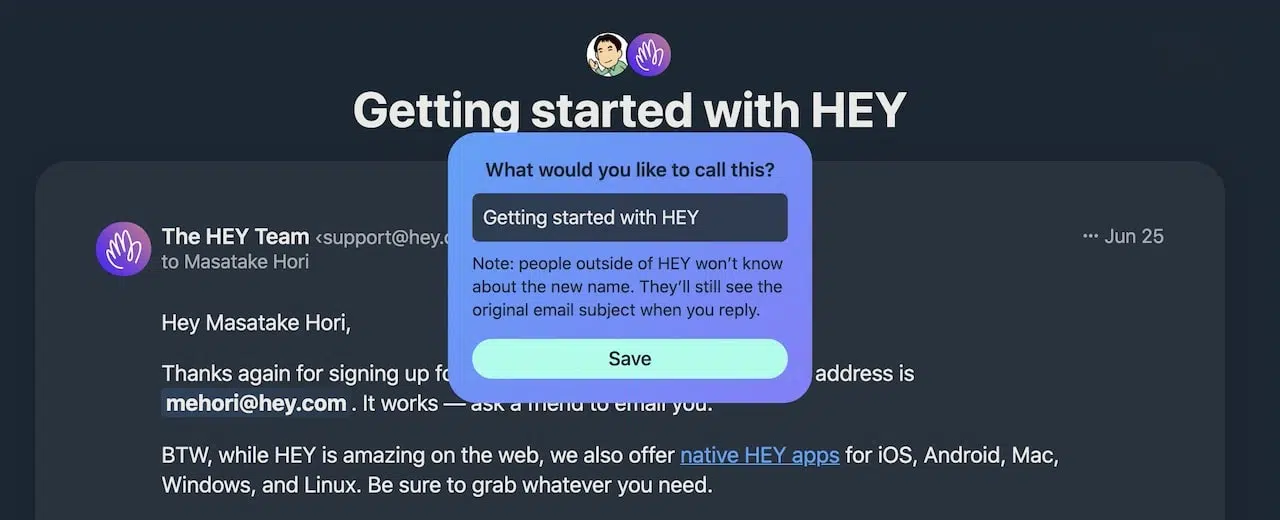 Getting started with HEY
What would you like to call this?
Getting started with HEY
Note: people outside of HEY won’t know
about the new name. They’ll still see the
original email subject when you reply.
Save
The HEY Team <support@hey.c
··· Jun 25
to Masatake Hori
Hey Masatake Hori,
Thanks again for signing up fo
address is
mehori@hey.com. It works — ask a friend to email you.
BTW, while HEY is amazing on the web, we also offer native HEY apps for iOS, Android, Mac,
Windows, and Linux. Be sure to grab whatever you need.